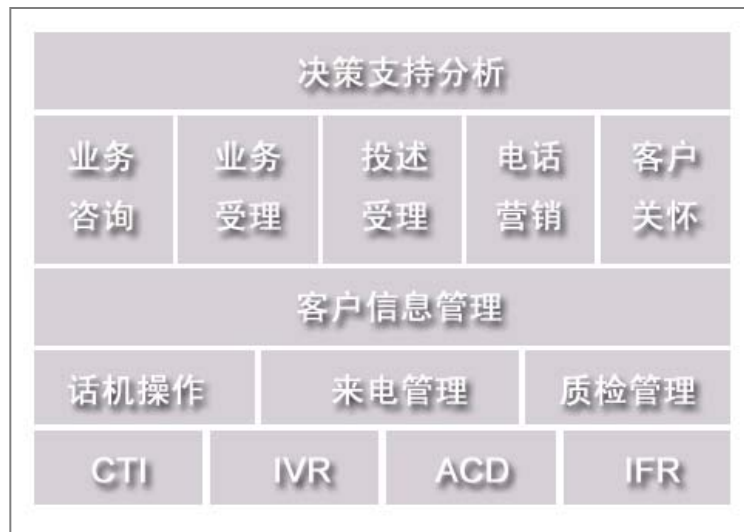 决策支持分析
业务 业务 投述 电话 客户
咨询 受理 受理 营销 关怀
客户信息管理
话机操作 来电管理 质检管理
CTI IVR ACD IFR